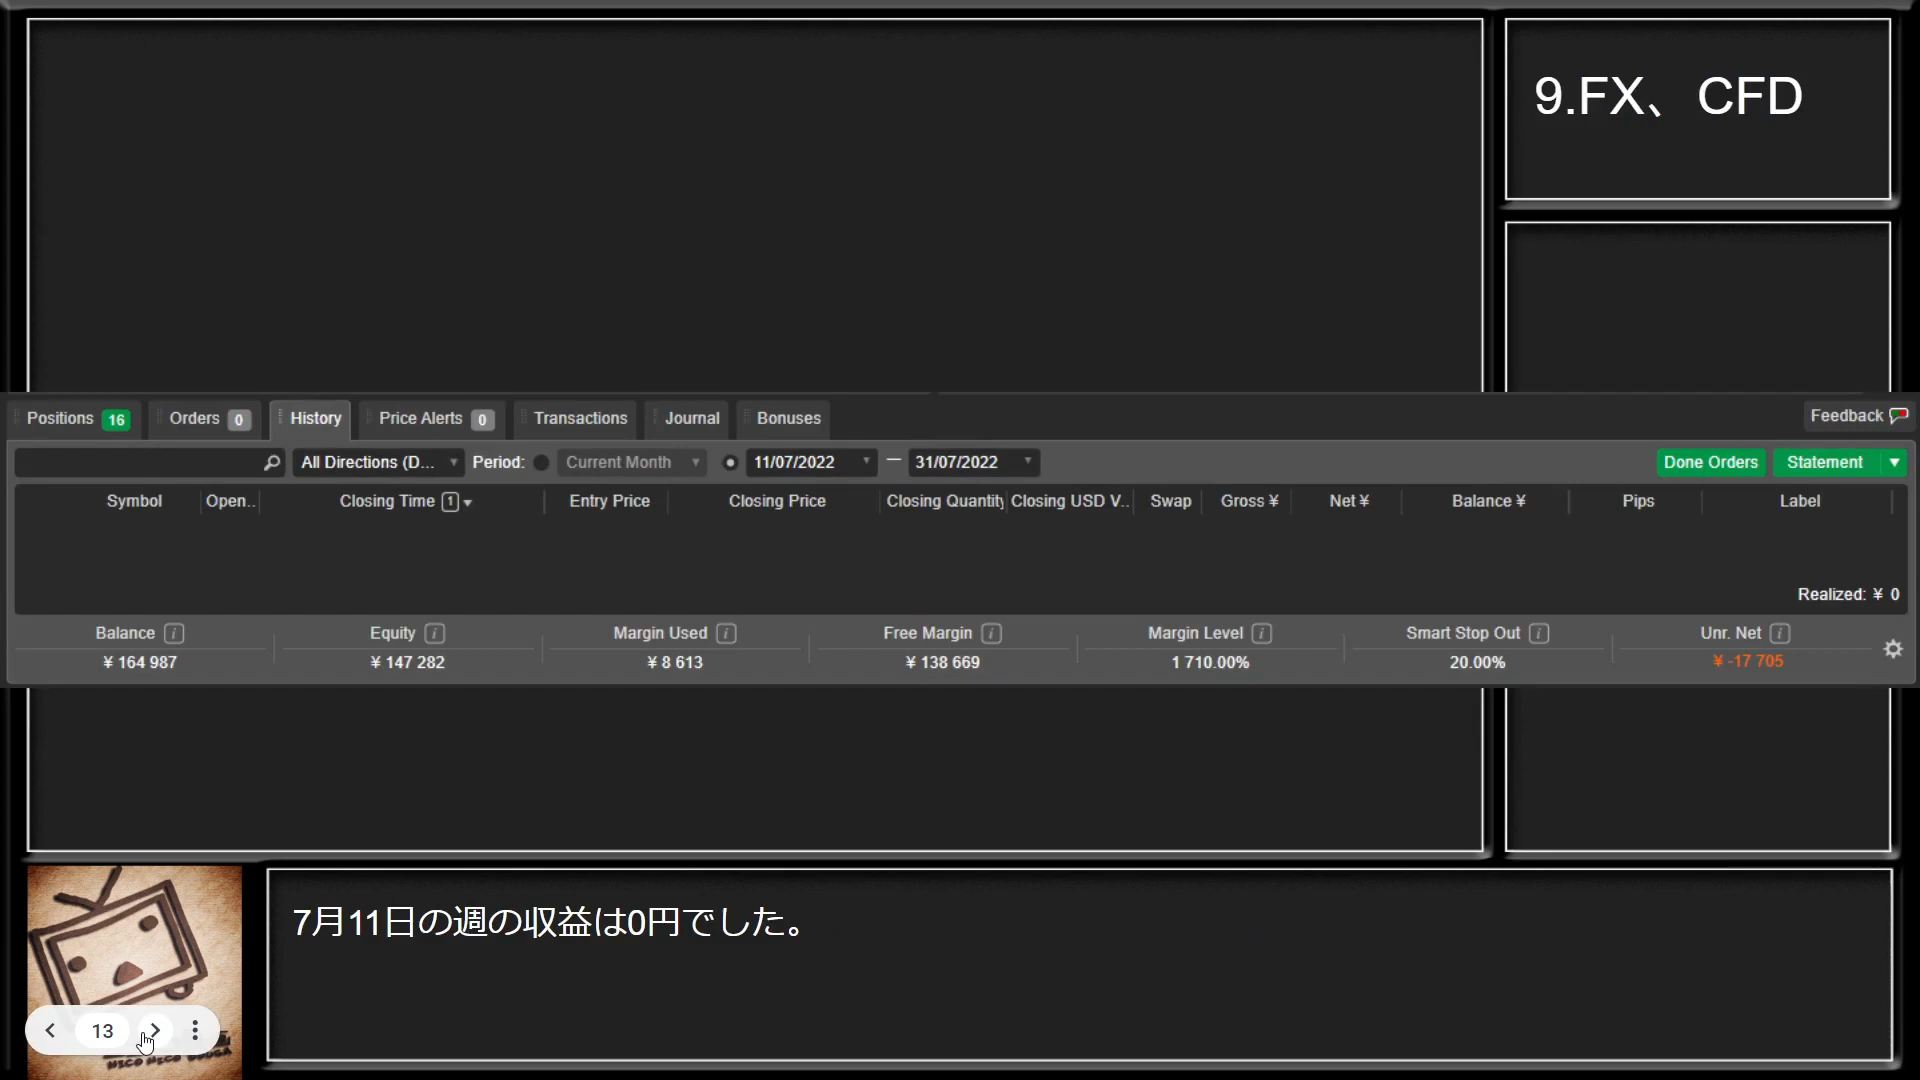 9.FX、CFD
Positions 16 Orders 0 History Price Alerts 0 Transactions Journal Bonuses Feedback
All Directions (D... Period: Current Month 11/07/2022 — 31/07/2022 Done Orders Statement
Symbol Open.. Closing Time 1 Entry Price Closing Price Closing Quantity Closing USD V.. Swap Gross ¥ Net ¥ Balance ¥ Pips Label
Realized: ¥ 0
Balance i Equity i Margin Used i Free Margin i Margin Level i Smart Stop Out i Unr. Net i
¥ 164 987 ¥ 147 282 ¥ 8 613 ¥ 138 669 1 710.00% 20.00% ¥ -17 705
7月11日の週の収益は0円でした。
13
NICO NICO DOUGA